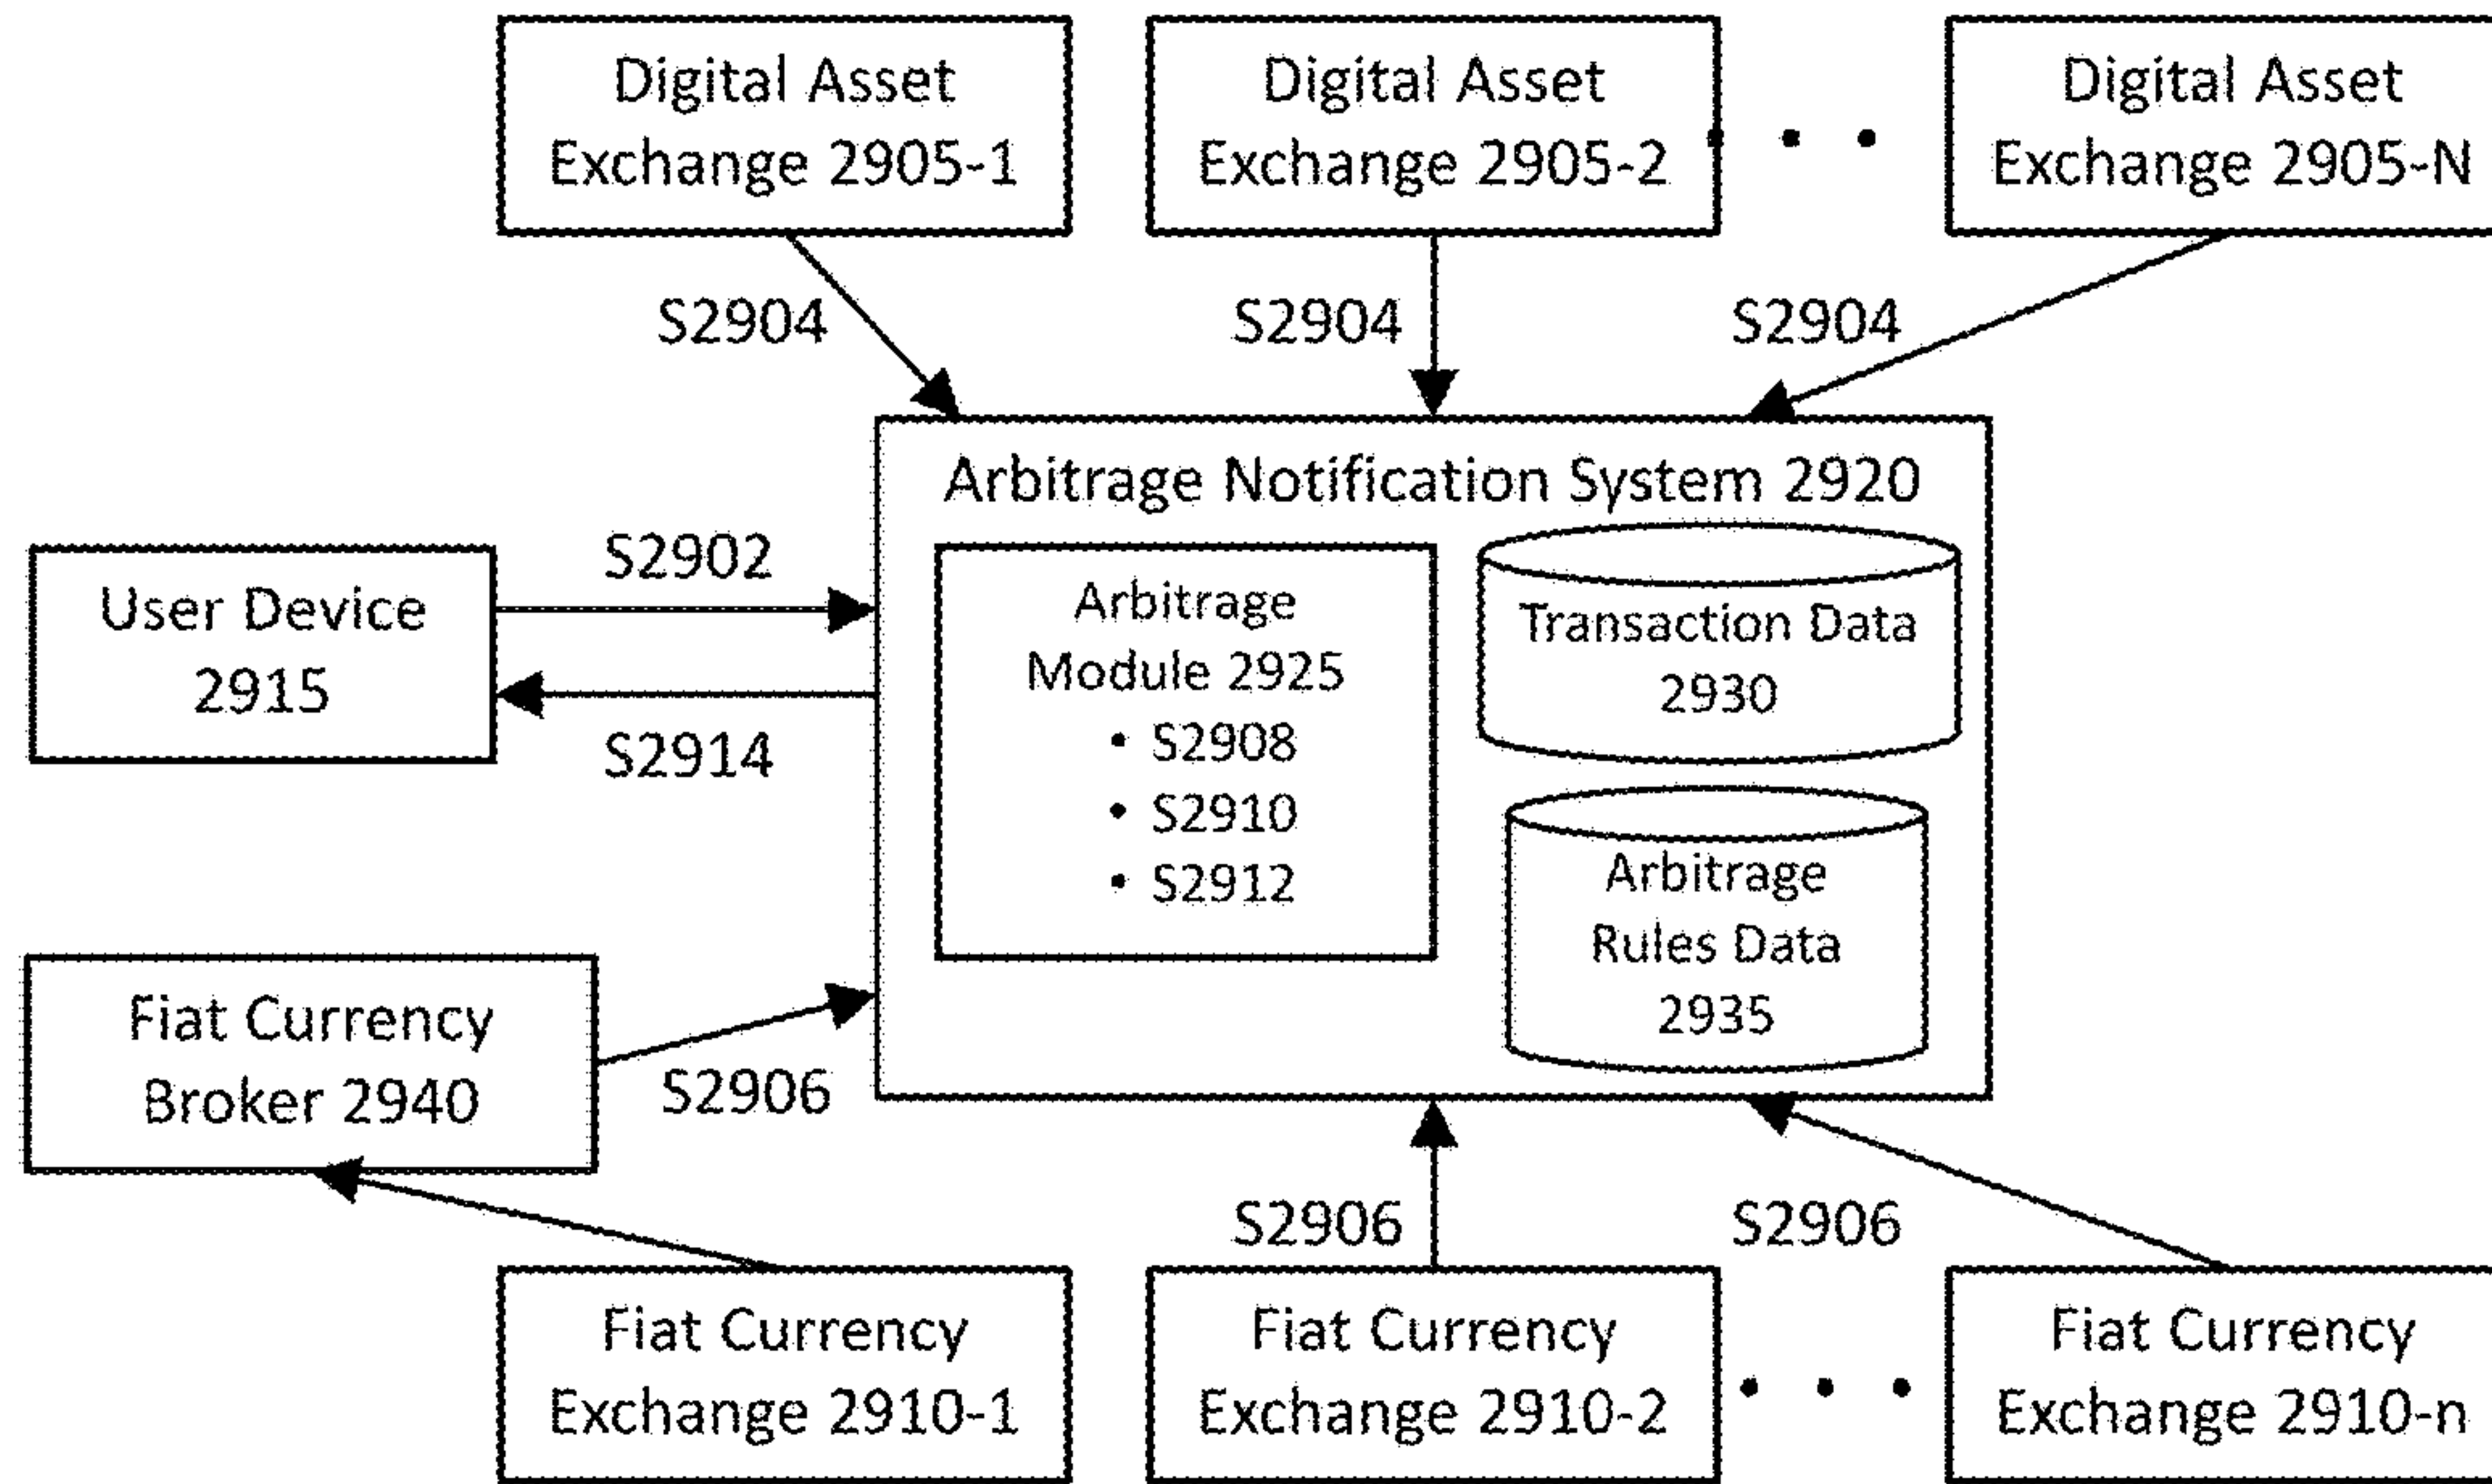 Digital Asset
Exchange 2905-1
Digital Asset
Exchange 2905-2
Digital Asset
Exchange 2905-N
S2904
S2904
S2904
Arbitrage Notification System 2920
User Device
2915
S2902
S2914
Arbitrage
Module 2925
• S2908
• S2910
• S2912
Transaction Data
2930
Arbitrage
Rules Data
2935
Fiat Currency
Broker 2940
S2906
S2906
S2906
Fiat Currency
Exchange 2910-1
Fiat Currency
Exchange 2910-2
Fiat Currency
Exchange 2910-n